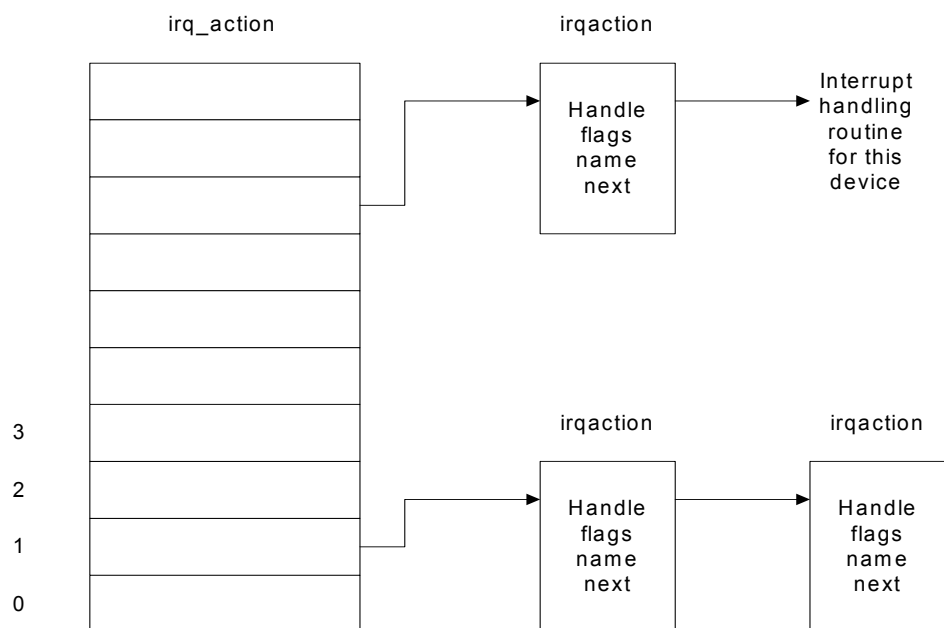 irq_action
irqaction
Handle
flags
name
next
Interrupt
handling
routine
for this
device
3
2
1
0
irqaction
Handle
flags
name
next
irqaction
Handle
flags
name
next